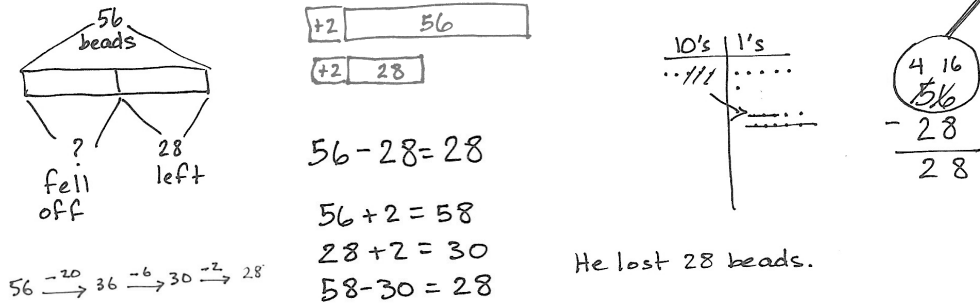 56
beads
?
fell
off
28
left
56 -20→ 36 -6→ 30 -2→ 28
+2 56
+2 28
56 - 28 = 28
56 + 2 = 58
28 + 2 = 30
58 - 30 = 28
10's 1's
4 16
56
- 28
28
He lost 28 beads.